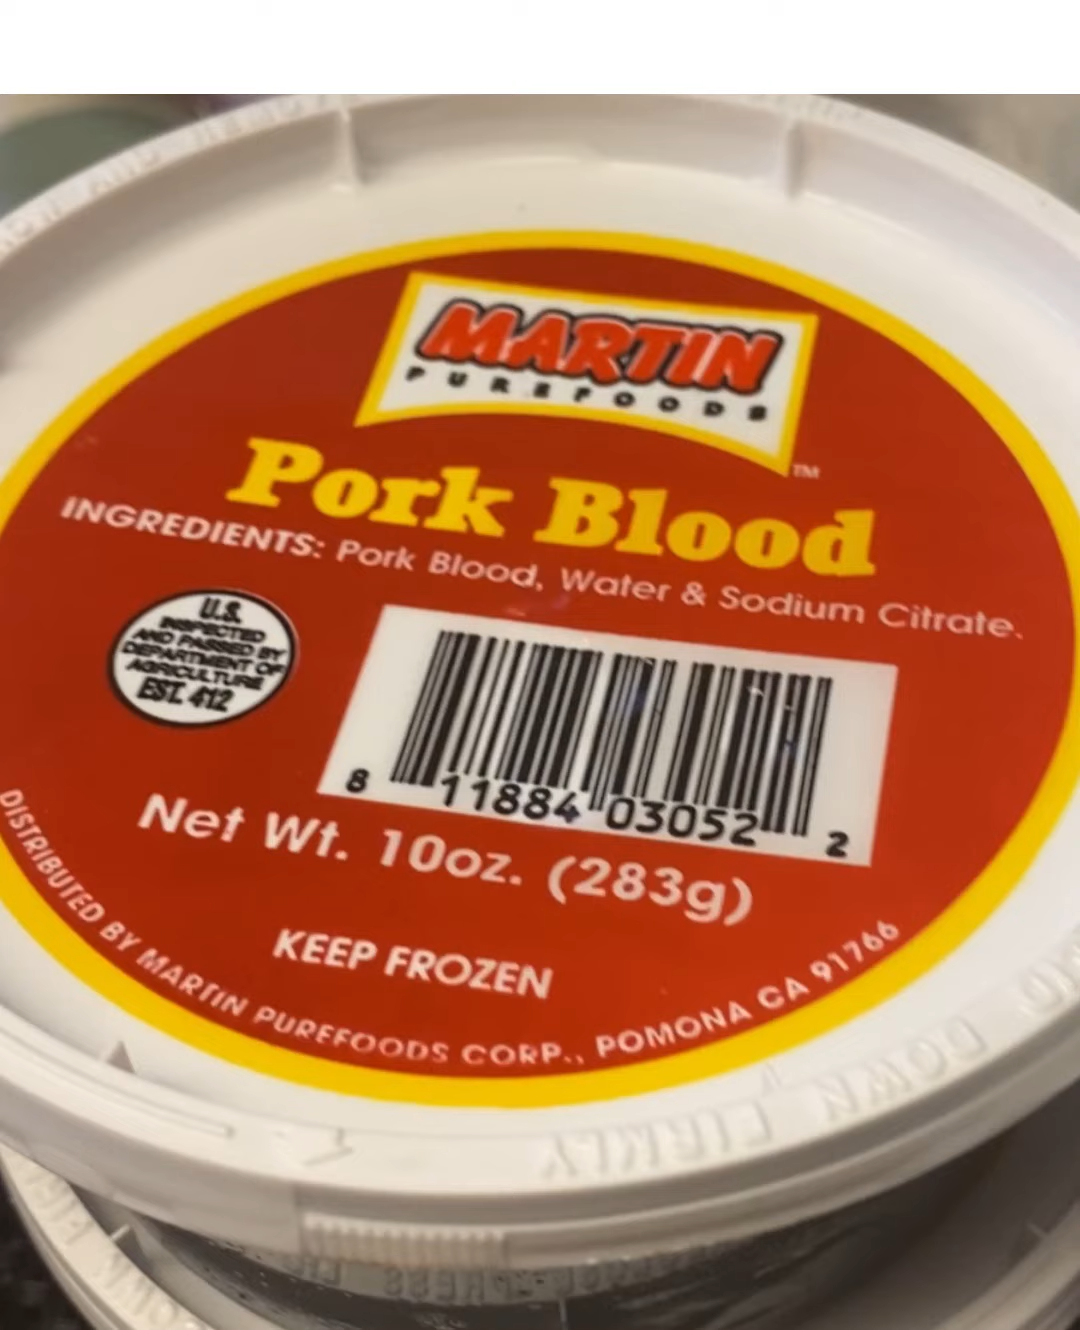 MARTIN
PUREFOODS
TM
Pork Blood
INGREDIENTS: Pork Blood, Water & Sodium Citrate.
U.S.
INSPECTED
AND PASSED BY
DEPARTMENT OF
AGRICULTURE
EST. 412
8 11884 03052 2
Net Wt. 10oz. (283g)
KEEP FROZEN
DISTRIBUTED BY MARTIN PUREFOODS CORP., POMONA CA 91766
DOWN FIRMLY